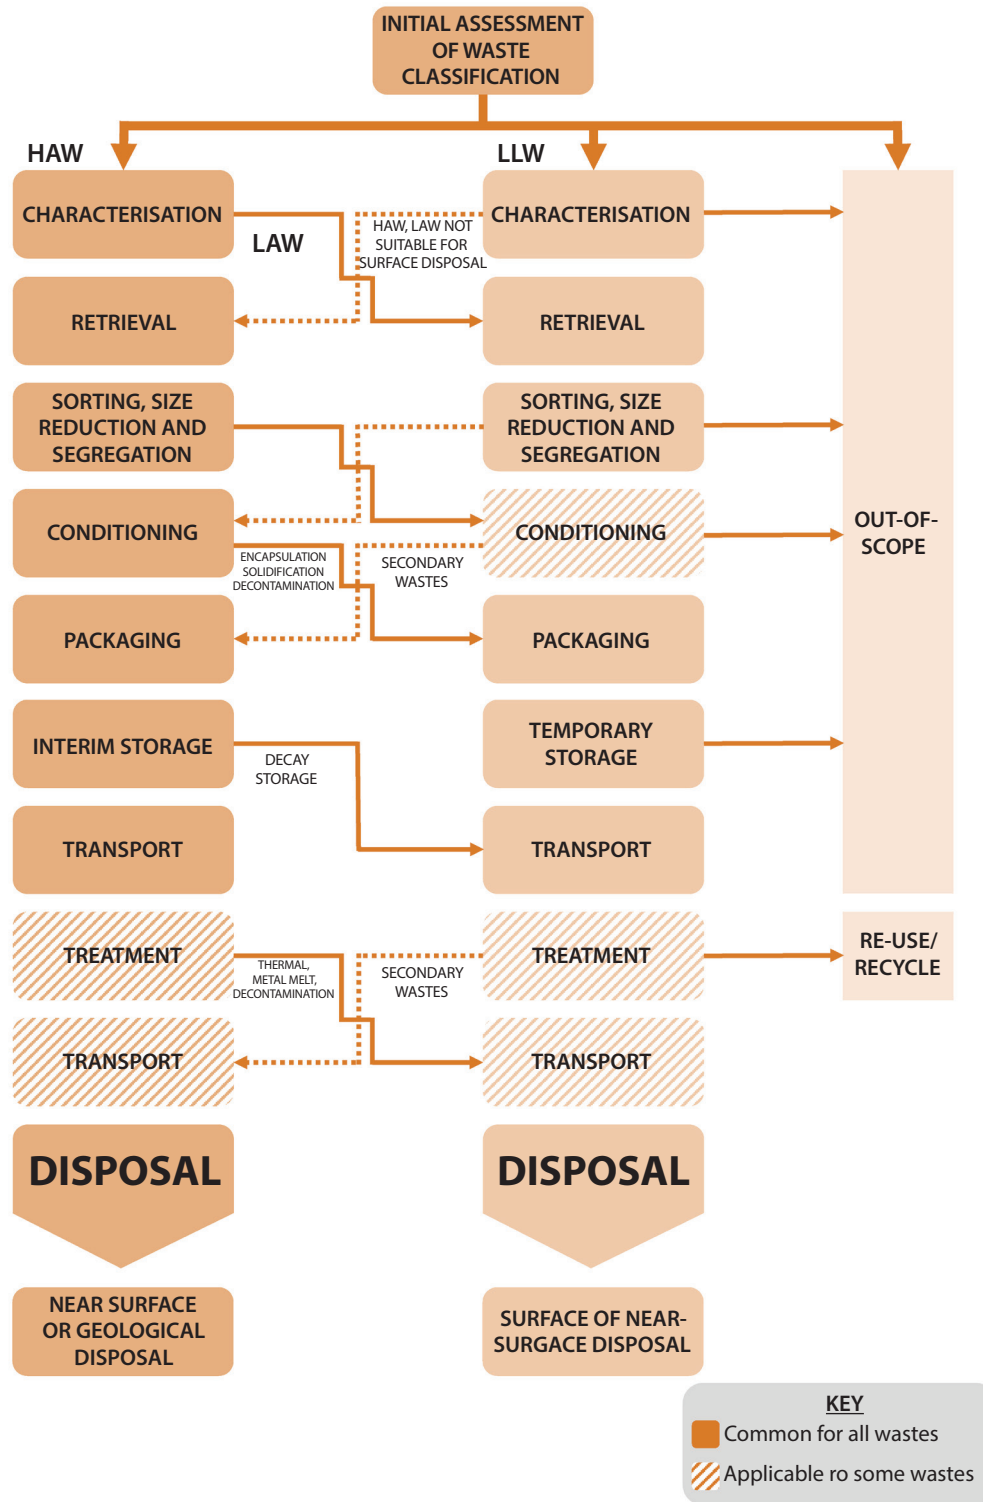 INITIAL ASSESSMENT
OF WASTE
CLASSIFICATION
HAW
LLW
CHARACTERISATION
LAW
HAW, LAW NOT
SUITABLE FOR
SURFACE DISPOSAL
CHARACTERISATION
RETRIEVAL
RETRIEVAL
SORTING, SIZE
REDUCTION AND
SEGREGATION
SORTING, SIZE
REDUCTION AND
SEGREGATION
CONDITIONING
ENCAPSULATION
SOLIDIFICATION
DECONTAMINATION
SECONDARY
WASTES
CONDITIONING
OUT-OF-
SCOPE
PACKAGING
PACKAGING
INTERIM STORAGE
DECAY
STORAGE
TEMPORARY
STORAGE
TRANSPORT
TRANSPORT
TREATMENT
THERMAL,
METAL MELT,
DECONTAMINATION
SECONDARY
WASTES
TREATMENT
RE-USE/
RECYCLE
TRANSPORT
TRANSPORT
DISPOSAL
DISPOSAL
NEAR SURFACE
OR GEOLOGICAL
DISPOSAL
SURFACE OF NEAR-
SURGACE DISPOSAL
KEY
Common for all wastes
Applicable ro some wastes